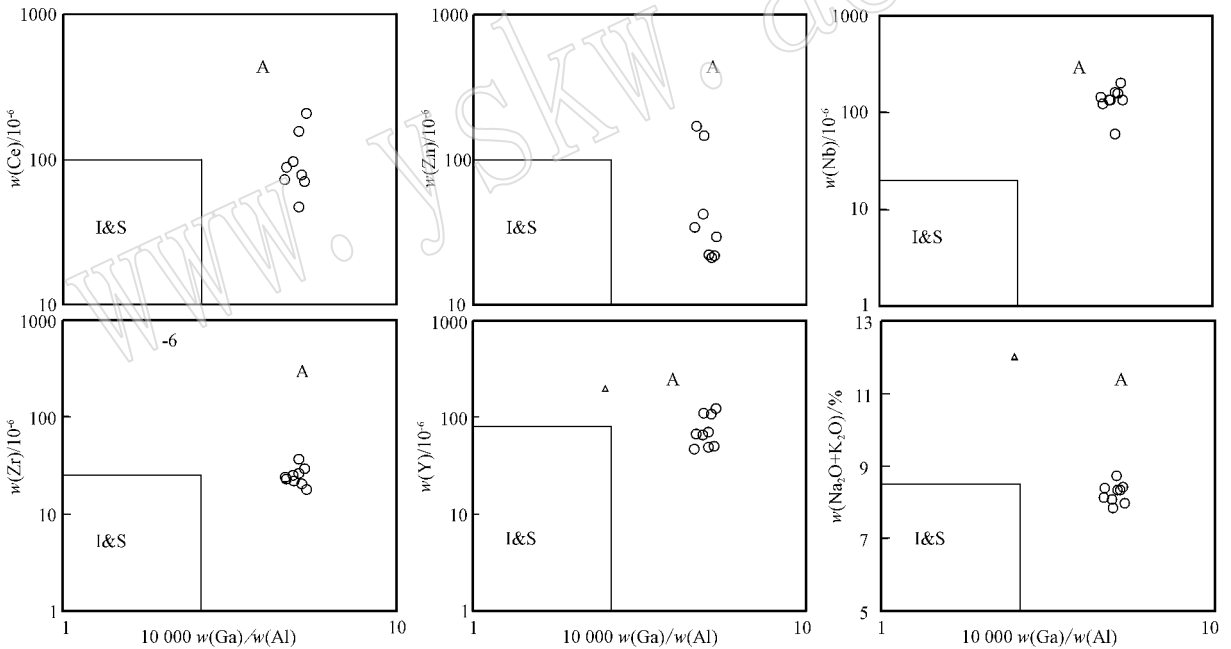 1000
100
10
w(Ce)/10⁻⁶
A
I&S
1000
100
10
w(Zn)/10⁻⁶
A
I&S
1000
100
10
1
w(Nb)/10⁻⁶
A
I&S
1000
100
10
1
w(Zr)/10⁻⁶
-6
A
I&S
1
10 000 w(Ga)/w(Al)
10
1000
100
10
1
w(Y)/10⁻⁶
A
I&S
1
10 000 w(Ga)/w(Al)
10
13
11
9
7
5
w(Na₂O+K₂O)/%
A
I&S
1
10 000 w(Ga)/w(Al)
10
www.yskw.ac